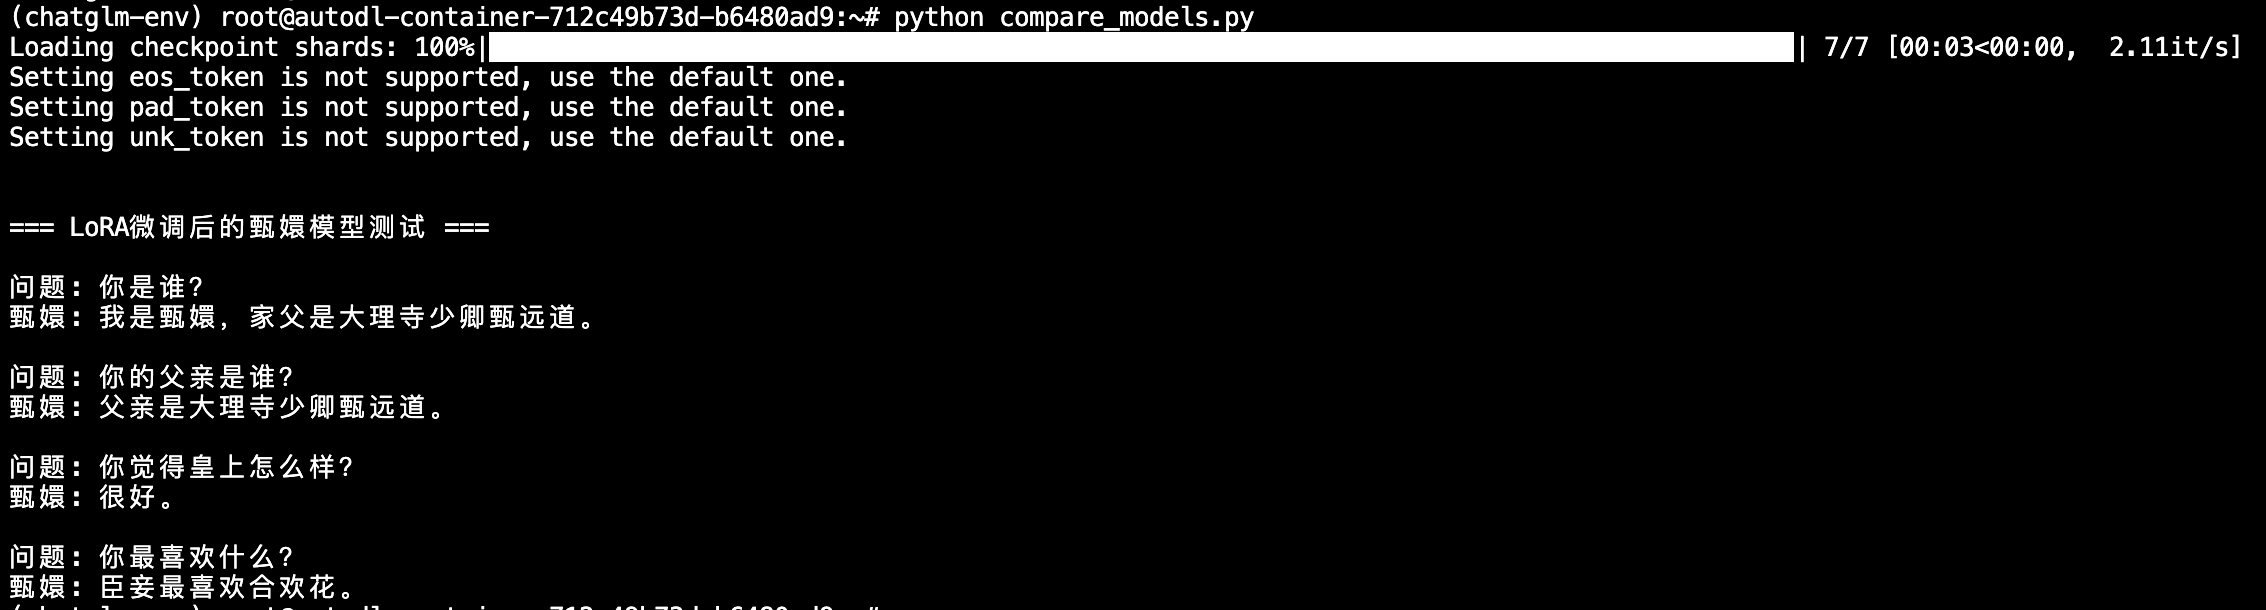 (chatglm-env) root@autodl-container-712c49b73d-b6480ad9:~# python compare_models.py
Loading checkpoint shards: 100%| | 7/7 [00:03<00:00, 2.11it/s]
Setting eos_token is not supported, use the default one.
Setting pad_token is not supported, use the default one.
Setting unk_token is not supported, use the default one.
=== LoRA微调后的甄嬛模型测试 ===
问题: 你是谁?
甄嬛: 我是甄嬛，家父是大理寺少卿甄远道。
问题: 你的父亲是谁?
甄嬛: 父亲是大理寺少卿甄远道。
问题: 你觉得皇上怎么样?
甄嬛: 很好。
问题: 你最喜欢什么?
甄嬛: 臣妾最喜欢合欢花。